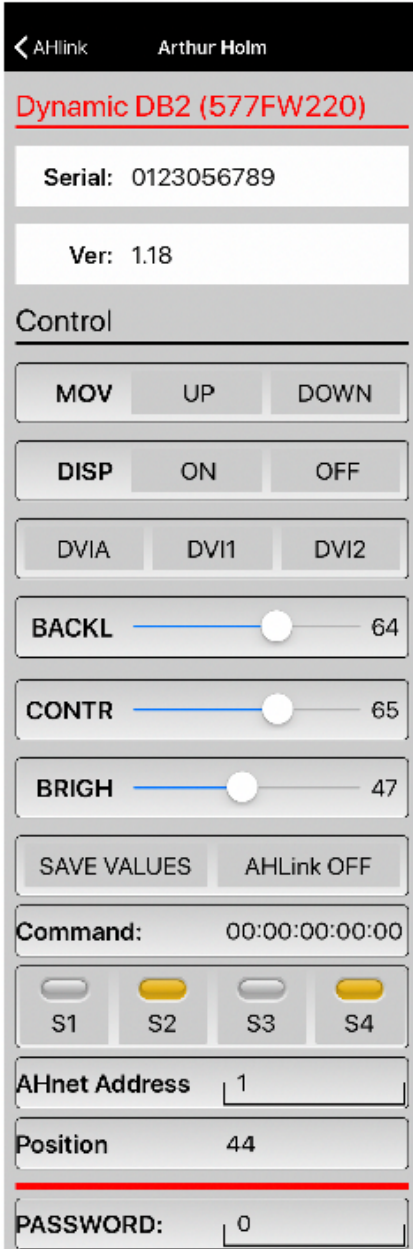 AHlink Arthur Holm
Dynamic DB2 (577FW220)
Serial: 0123056789
Ver: 1.18
Control
MOV UP DOWN
DISP ON OFF
DVIA DVI1 DVI2
BACKL 64
CONTR 65
BRIGH 47
SAVE VALUES AHLink OFF
Command: 00:00:00:00:00
S1 S2 S3 S4
AHnet Address 1
Position 44
PASSWORD: 0